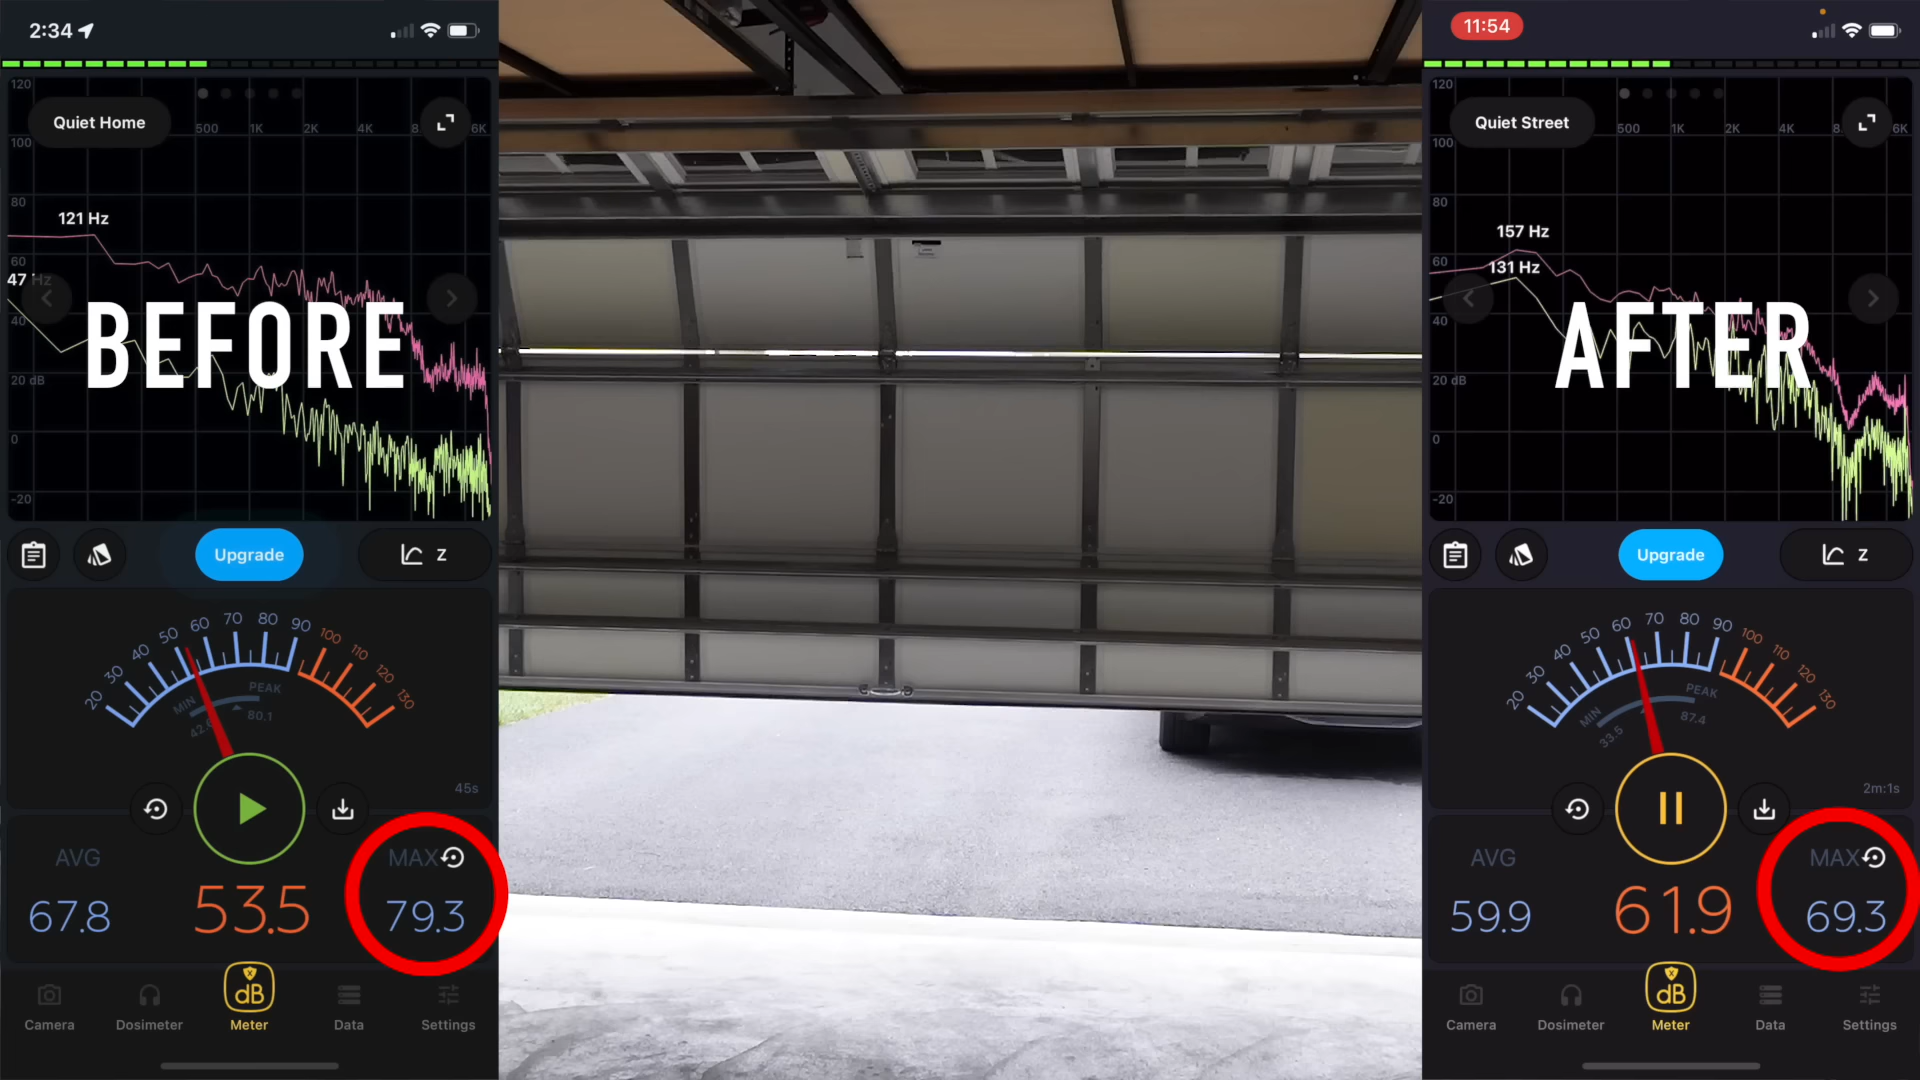 2:34
120
Quiet Home
500 1K 2K 4K 8. 6K
100
80
121 Hz
60
47 Hz
40
BEFORE
20 dB
0
-20
Upgrade
Z
20 30 40 50 60 70 80 90 100 110 120 130
MIN PEAK
42.0 80.1
45s
AVG MAX
67.8 53.5 79.3
dB
Camera Dosimeter Meter Data Settings
11:54
120
Quiet Street
500 1K 2K 4K 8. 6K
100
80
157 Hz
60
131 Hz
40
AFTER
20 dB
0
-20
Upgrade
Z
20 30 40 50 60 70 80 90 100 110 120 130
MIN PEAK
33.5 87.4
2m:1s
AVG MAX
59.9 61.9 69.3
dB
Camera Dosimeter Meter Data Settings